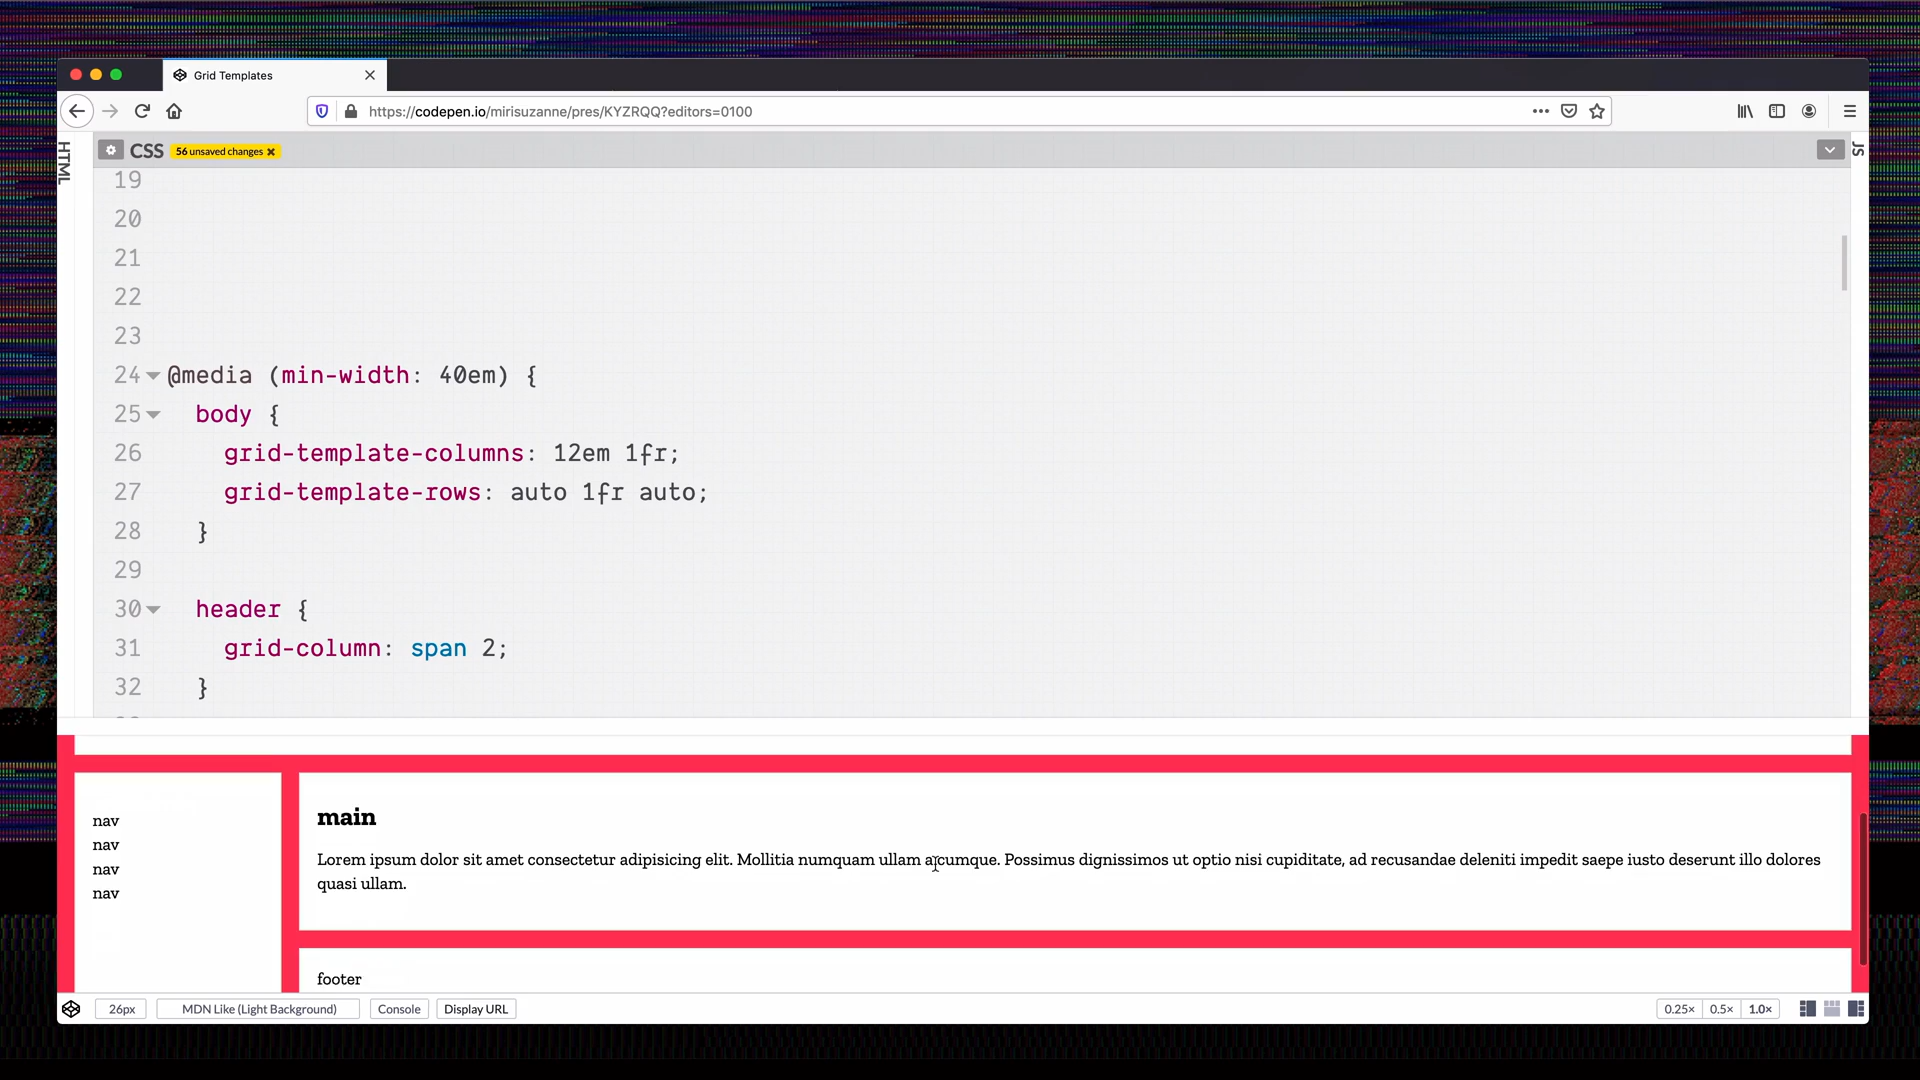 Grid Templates
https://codepen.io/mirisuzanne/pres/KYZRQQ?editors=0100
HTML
CSS 56 unsaved changes x
JS
19
20
21
22
23
24 @media (min-width: 40em) {
25 body {
26 grid-template-columns: 12em 1fr;
27 grid-template-rows: auto 1fr auto;
28 }
29
30 header {
31 grid-column: span 2;
32 }
nav
nav
nav
nav
main
Lorem ipsum dolor sit amet consectetur adipisicing elit. Mollitia numquam ullam acumque. Possimus dignissimos ut optio nisi cupiditate, ad recusandae deleniti impedit saepe iusto deserunt illo dolores
quasi ullam.
footer
26px MDN Like (Light Background) Console Display URL 0.25× 0.5× 1.0×